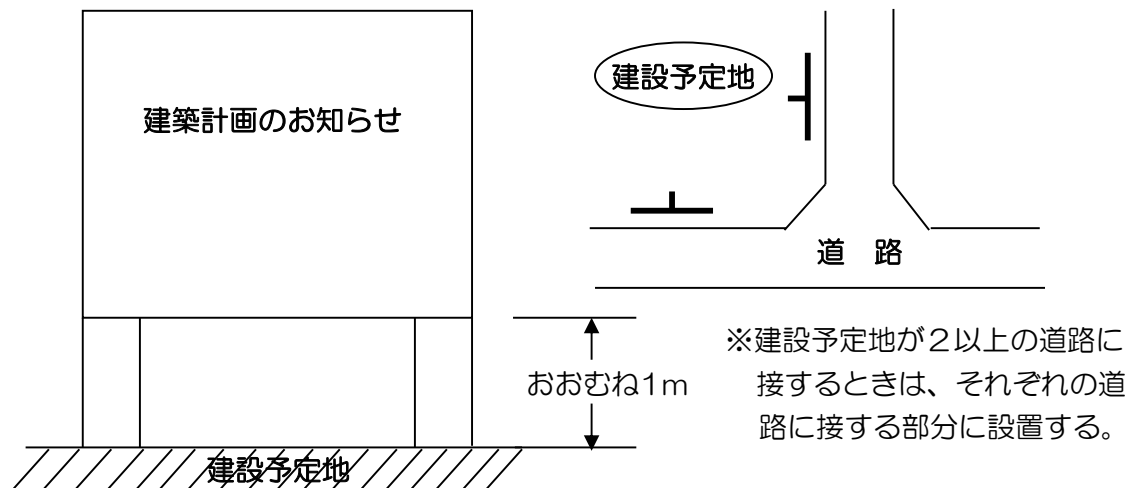 建築計画のお知らせ
建設予定地
道　路
おおむね1m
※建設予定地が２以上の道路に
接するときは、それぞれの道
路に接する部分に設置する。
建設予定地